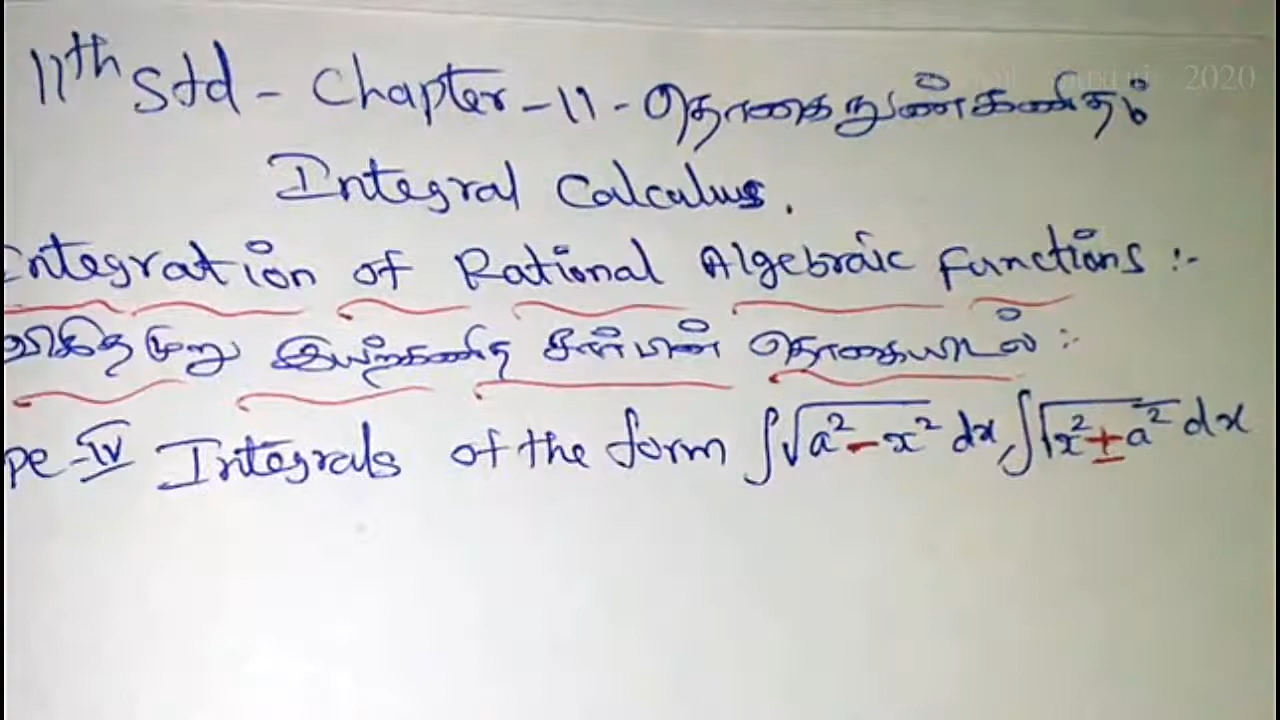 11th Std - Chapter - 11 - தொகை நுண்கணிதம்
Integral Calculus.
Integration of Rational Algebraic functions :-
விகிதமுறு இயற்கணித சார்பின் தொகையிடல் :-
pe - IV Integrals of the form ∫√a² - x² dx, ∫√x² ± a² dx
2020